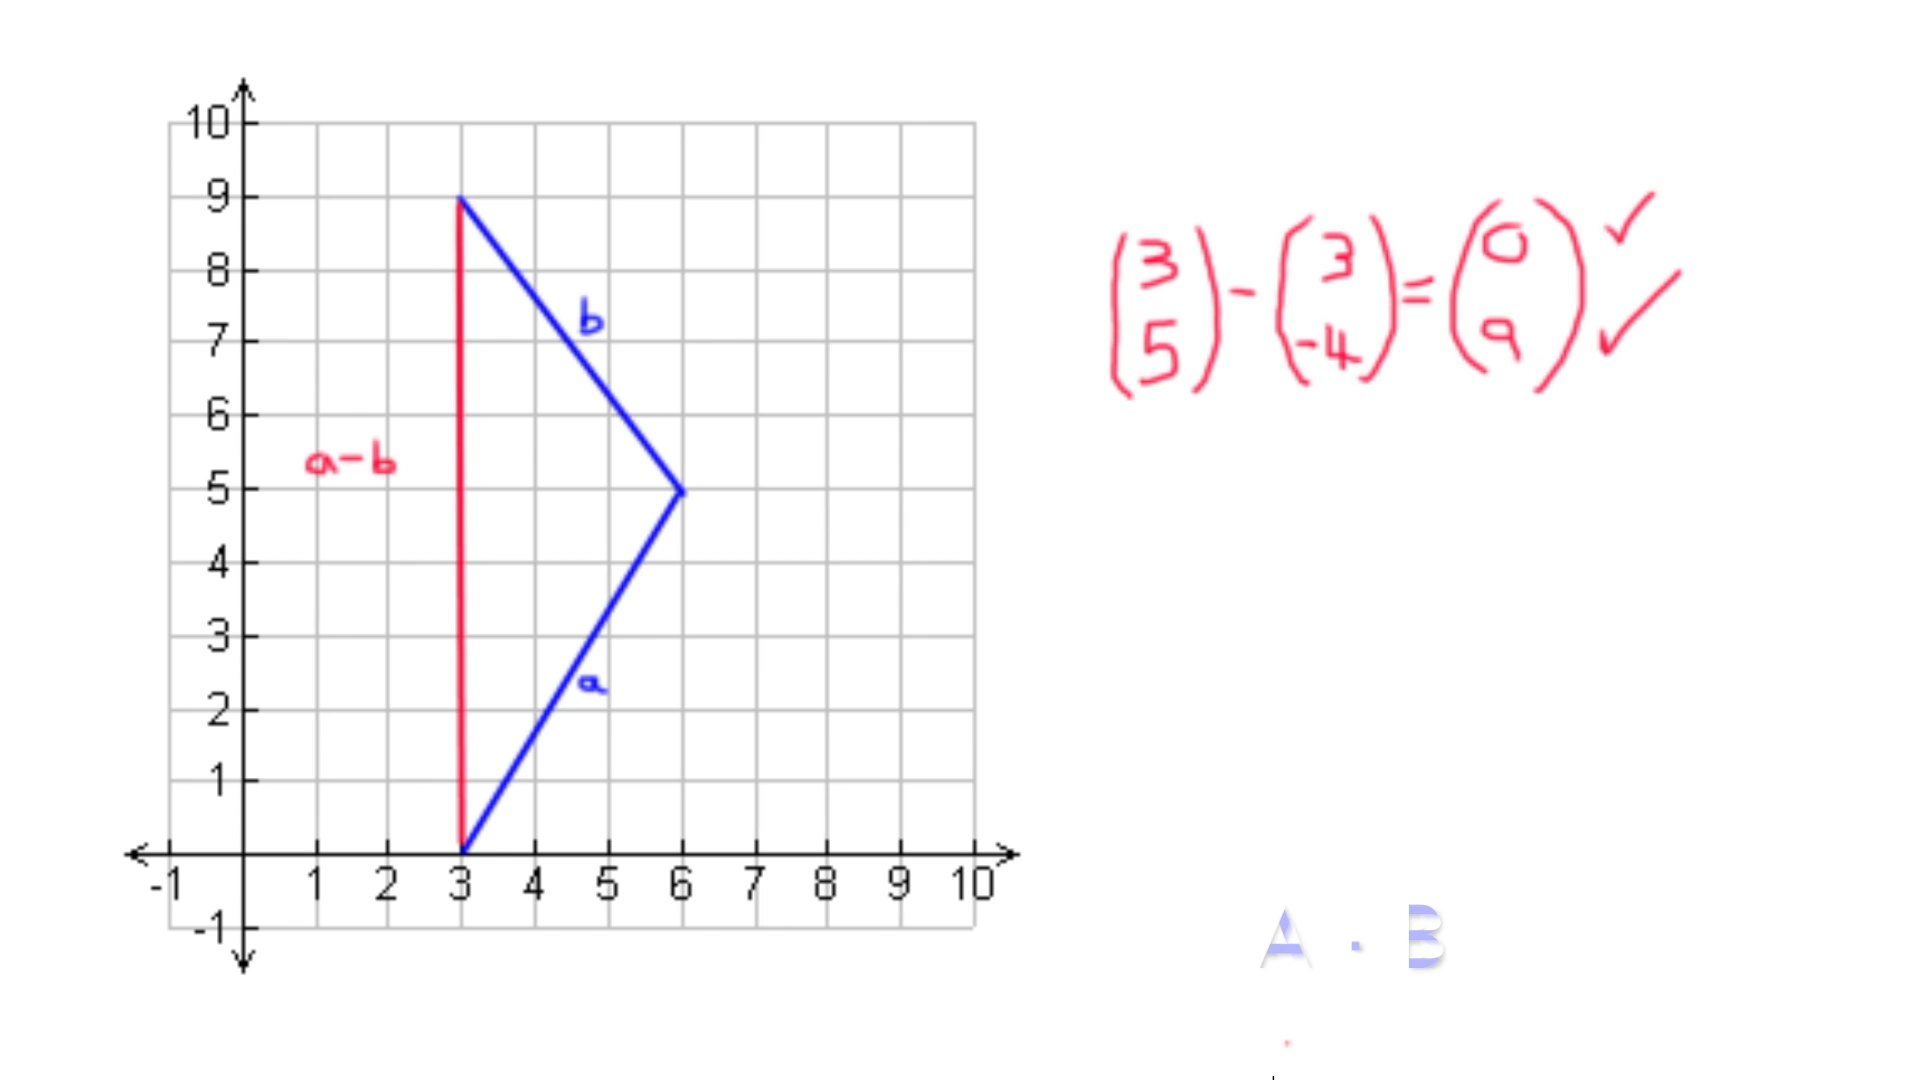 10
9
8
7
6
5
4
3
2
1
-1
-1 1 2 3 4 5 6 7 8 9 10
b
a-b
a
(3 5) - (3 -4) = (0 9) ✓ ✓
A · B